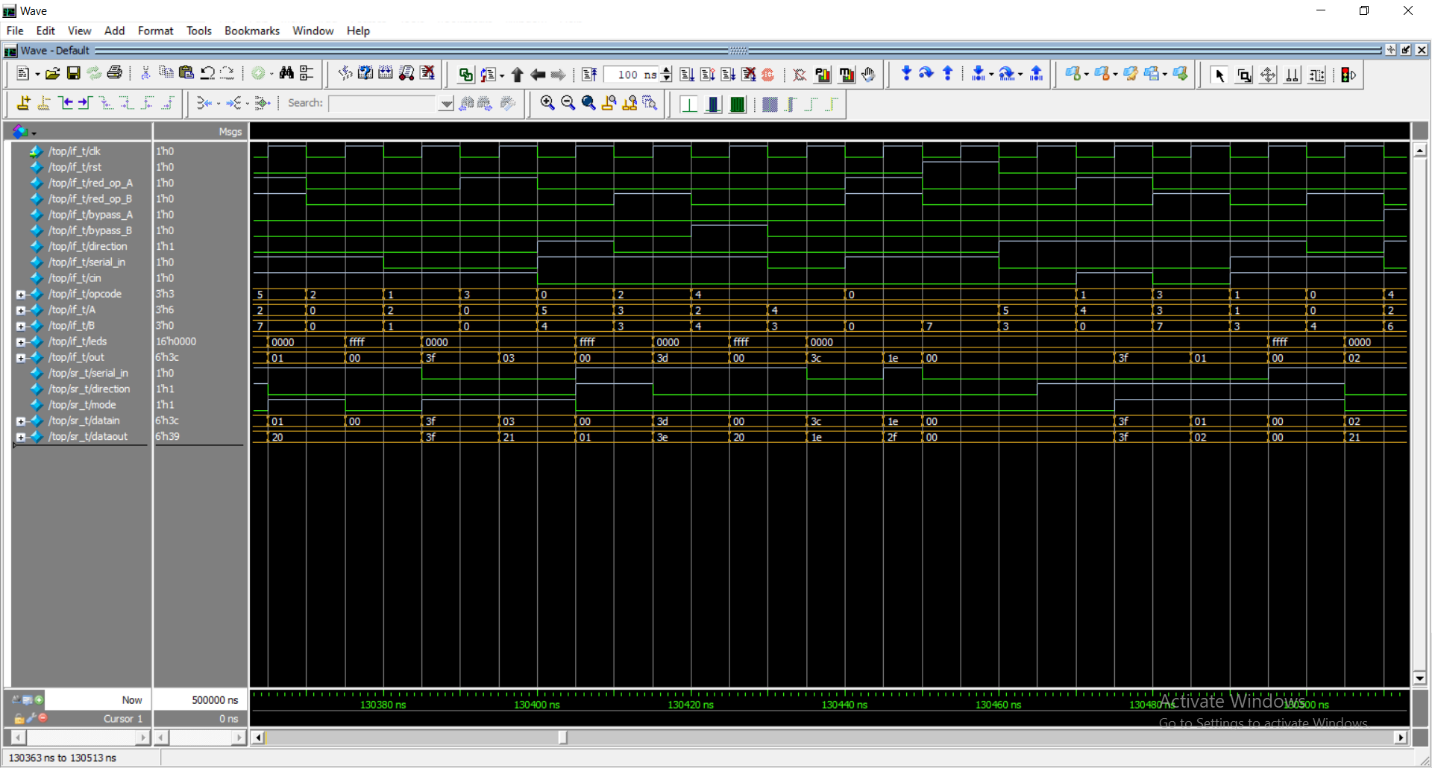 Wave
File Edit View Add Format Tools Bookmarks Window Help
Wave - Default
100 ns
Search:
Msgs
/top/if_t/clk 1'h0
/top/if_t/rst 1'h0
/top/if_t/red_op_A 1'h0
/top/if_t/red_op_B 1'h0
/top/if_t/bypass_A 1'h0
/top/if_t/bypass_B 1'h0
/top/if_t/direction 1'h1
/top/if_t/serial_in 1'h0
/top/if_t/cin 1'h0
/top/if_t/opcode 3'h3 5 2 1 3 0 2 4 0 1 3 1 0 4
/top/if_t/A 3'h6 2 0 2 0 5 3 2 4 5 4 3 1 0 2
/top/if_t/B 3'h0 7 0 1 0 4 3 4 3 0 7 3 0 7 3 4 6
/top/if_t/leds 16'h0000 0000 ffff 0000 ffff 0000 ffff 0000 ffff 0000
/top/if_t/out 6'h3c 01 00 3f 03 00 3d 00 3c 1e 00 3f 01 00 02
/top/sr_t/serial_in 1'h0
/top/sr_t/direction 1'h1
/top/sr_t/mode 1'h1
/top/sr_t/datain 6'h3c 01 00 3f 03 00 3d 00 3c 1e 00 3f 01 00 02
/top/sr_t/dataout 6'h39 20 3f 21 01 3e 20 1e 2f 00 3f 02 00 21
Now 500000 ns
Cursor 1 0 ns
130380 ns 130400 ns 130420 ns 130440 ns 130460 ns 130480 ns 130500 ns
Activate Windows
Go to Settings to activate Windows.
130363 ns to 130513 ns